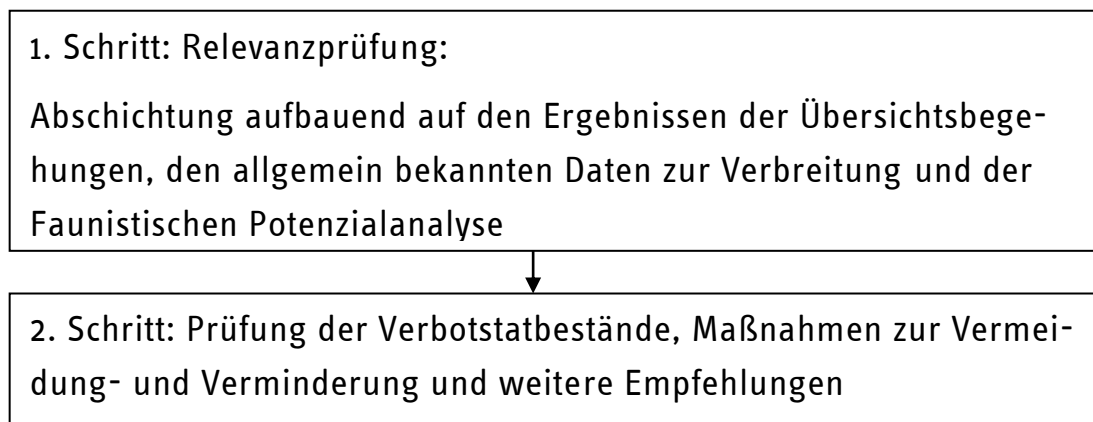 1. Schritt: Relevanzprüfung:
Abschichtung aufbauend auf den Ergebnissen der Übersichtsbege-
hungen, den allgemein bekannten Daten zur Verbreitung und der
Faunistischen Potenzialanalyse
2. Schritt: Prüfung der Verbotstatbestände, Maßnahmen zur Vermei-
dung- und Verminderung und weitere Empfehlungen